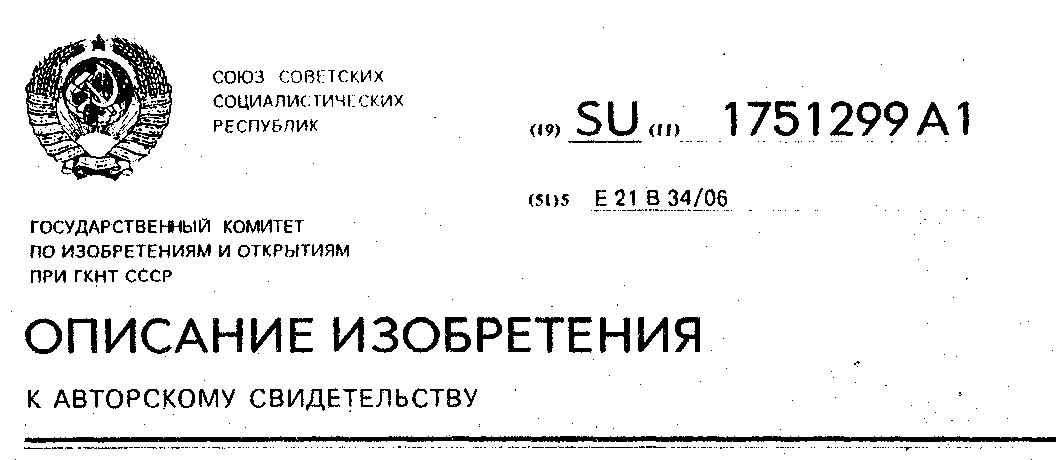 СОЮЗ СОВЕТСКИХ
СОЦИАЛИСТИЧЕСКИХ
РЕСПУБЛИК
(19) SU (11) 1751299 A1
(51)5 E 21 B 34/06
ГОСУДАРСТВЕННЫЙ КОМИТЕТ
ПО ИЗОБРЕТЕНИЯМ И ОТКРЫТИЯМ
ПРИ ГКНТ СССР
ОПИСАНИЕ ИЗОБРЕТЕНИЯ
К АВТОРСКОМУ СВИДЕТЕЛЬСТВУ